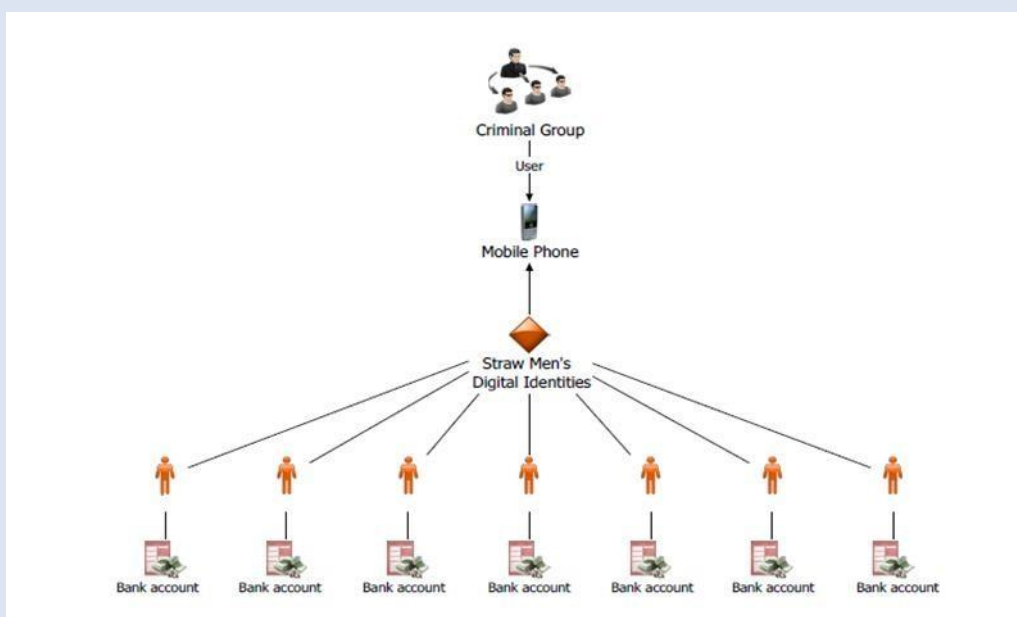 Criminal Group
User
Mobile Phone
Straw Men's
Digital Identities
Bank account Bank account Bank account Bank account Bank account Bank account Bank account